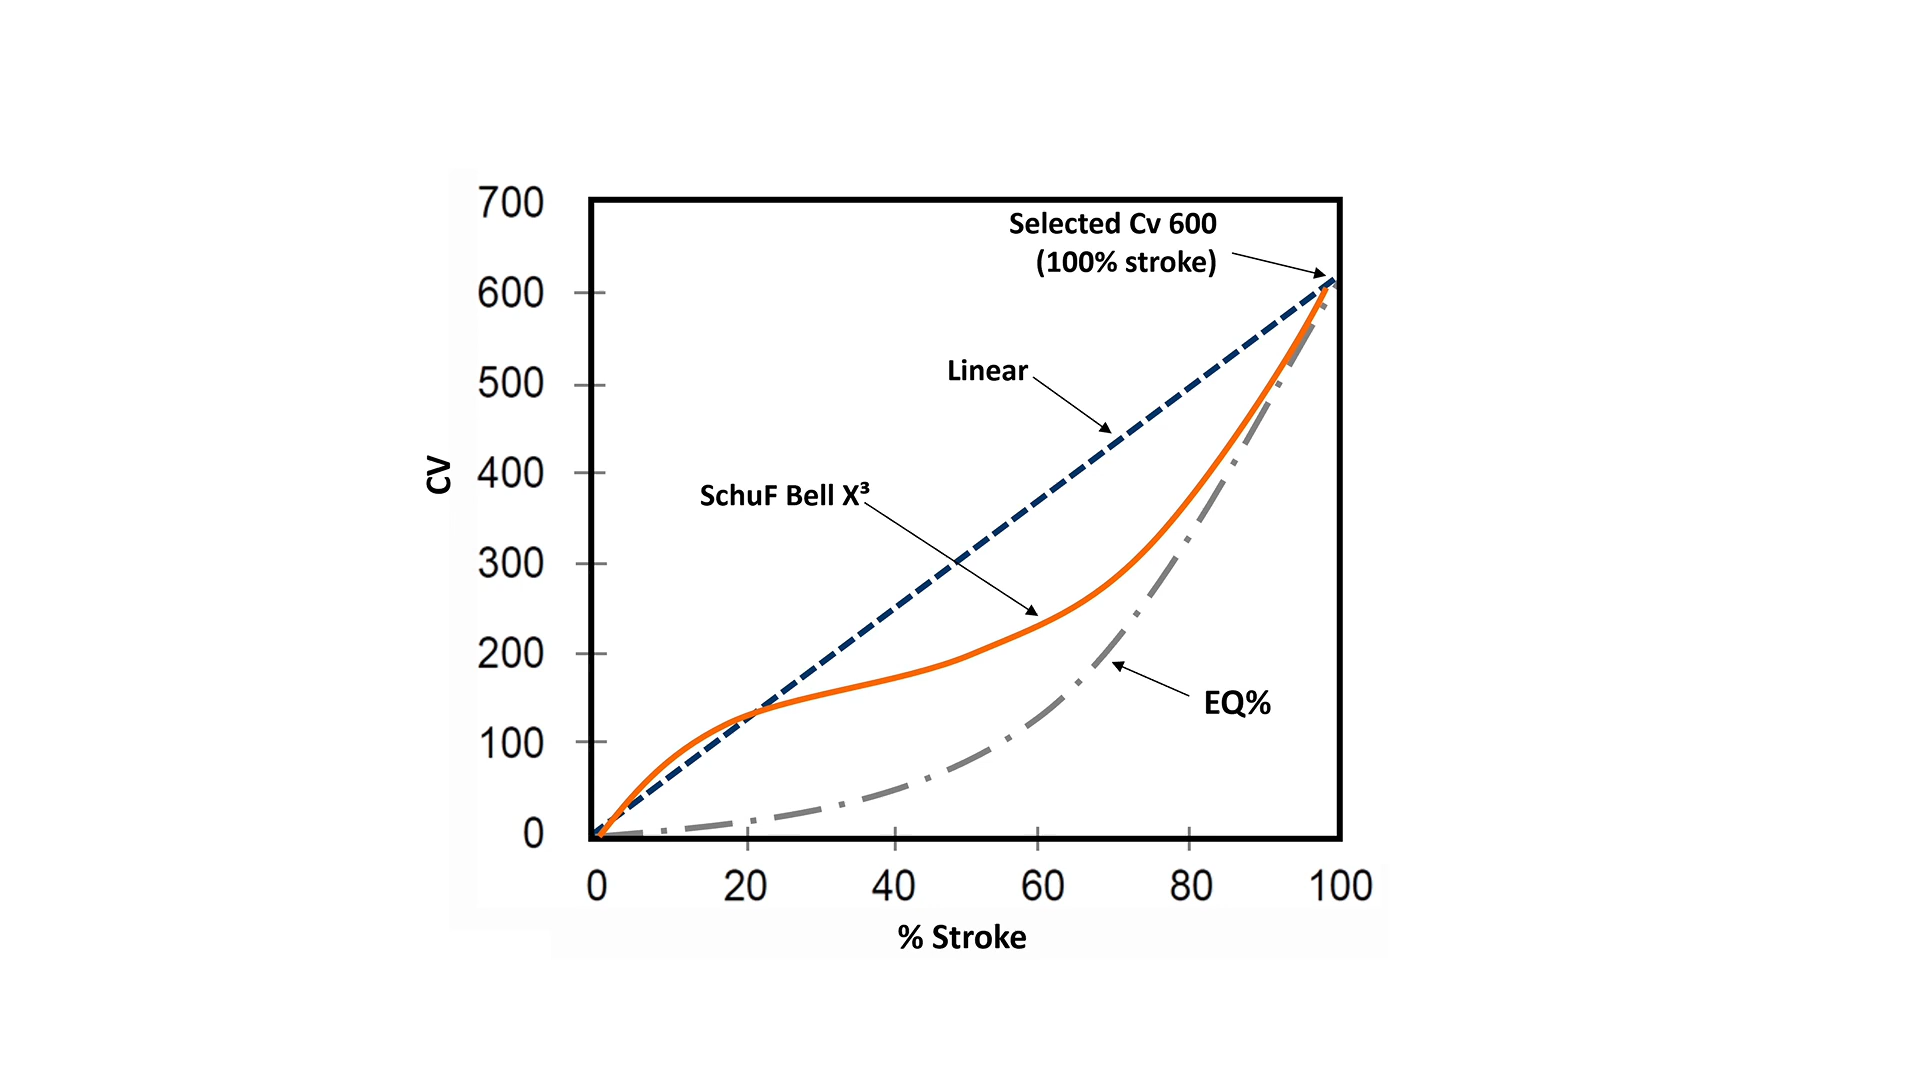 700
Selected Cv 600
(100% stroke)
600
Linear
500
CV
400
SchuF Bell X³
300
200
EQ%
100
0
0 20 40 60 80 100
% Stroke